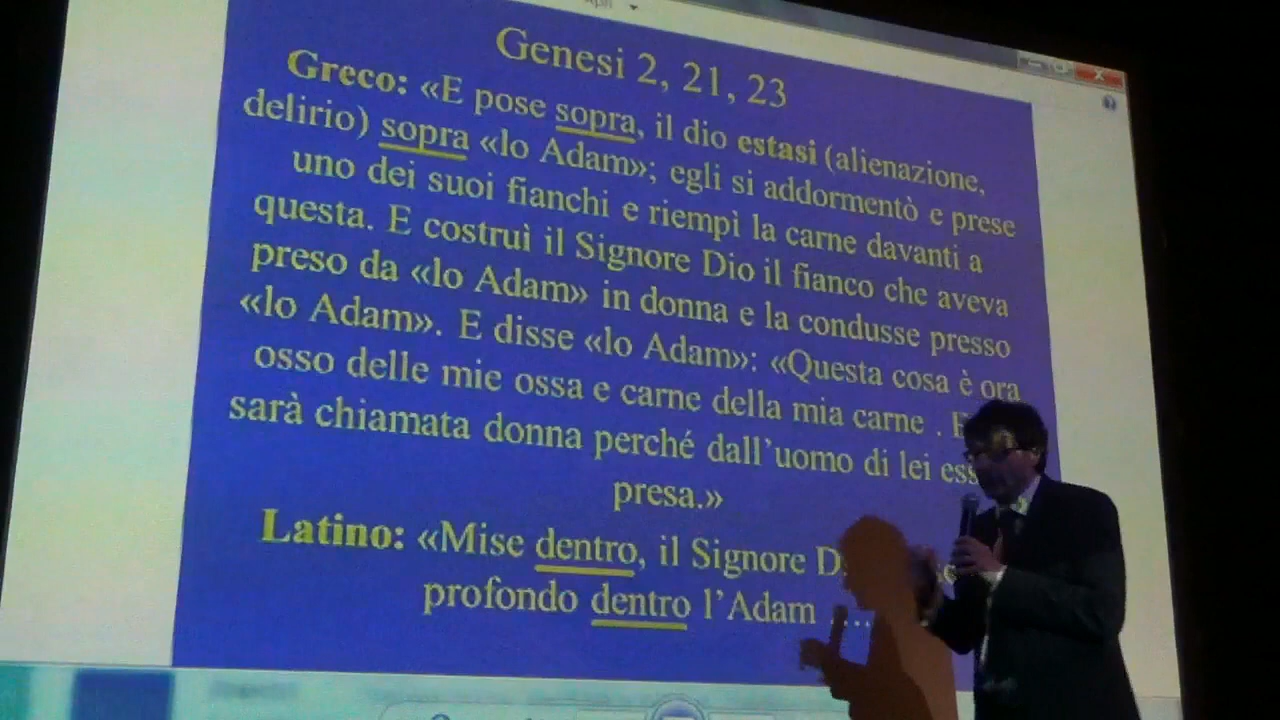 Genesi 2, 21, 23
Greco: «E pose sopra, il dio estasi (alienazione,
delirio) sopra «lo Adam»; egli si addormentò e prese
uno dei suoi fianchi e riempì la carne davanti a
questa. E costruì il Signore Dio il fianco che aveva
preso da «lo Adam» in donna e la condusse presso
«lo Adam». E disse «lo Adam»: «Questa cosa è ora
osso delle mie ossa e carne della mia carne .
sarà chiamata donna perché dall'uomo di lei
presa.»
Latino: «Mise dentro, il Signore
profondo dentro l'Adam ....